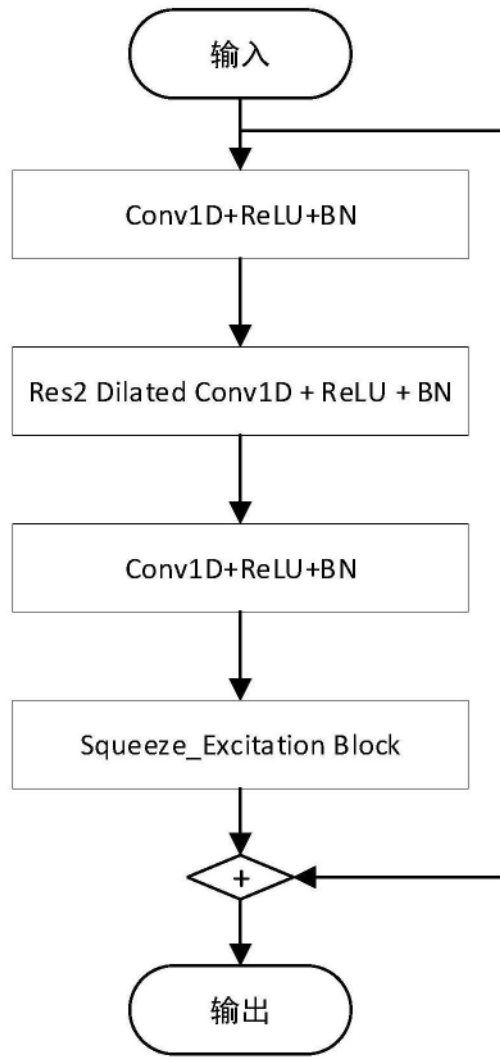 输入
Conv1D+ReLU+BN
Res2 Dilated Conv1D + ReLU + BN
Conv1D+ReLU+BN
Squeeze_Excitation Block
+
输出